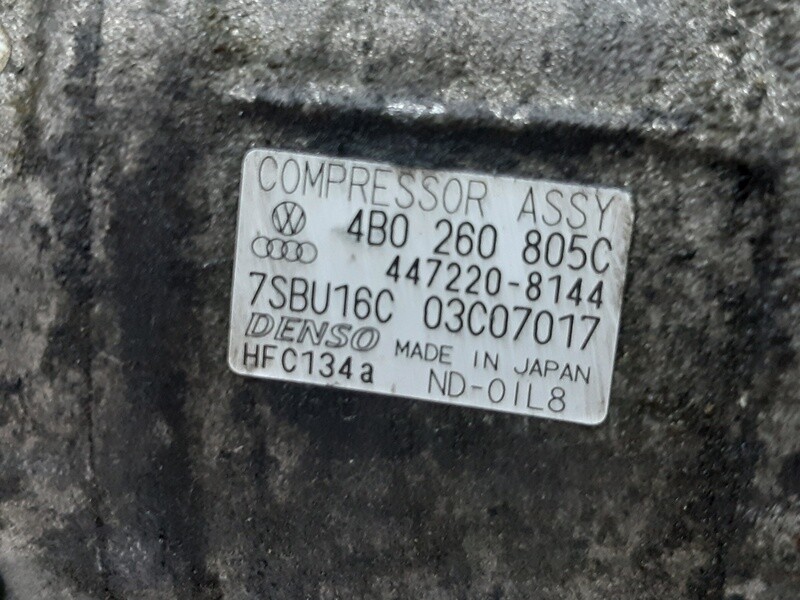 COMPRESSOR ASSY
4B0 260 805C
447220-8144
7SBU16C 03C07017
DENSO MADE IN JAPAN
HFC134a ND-OIL8